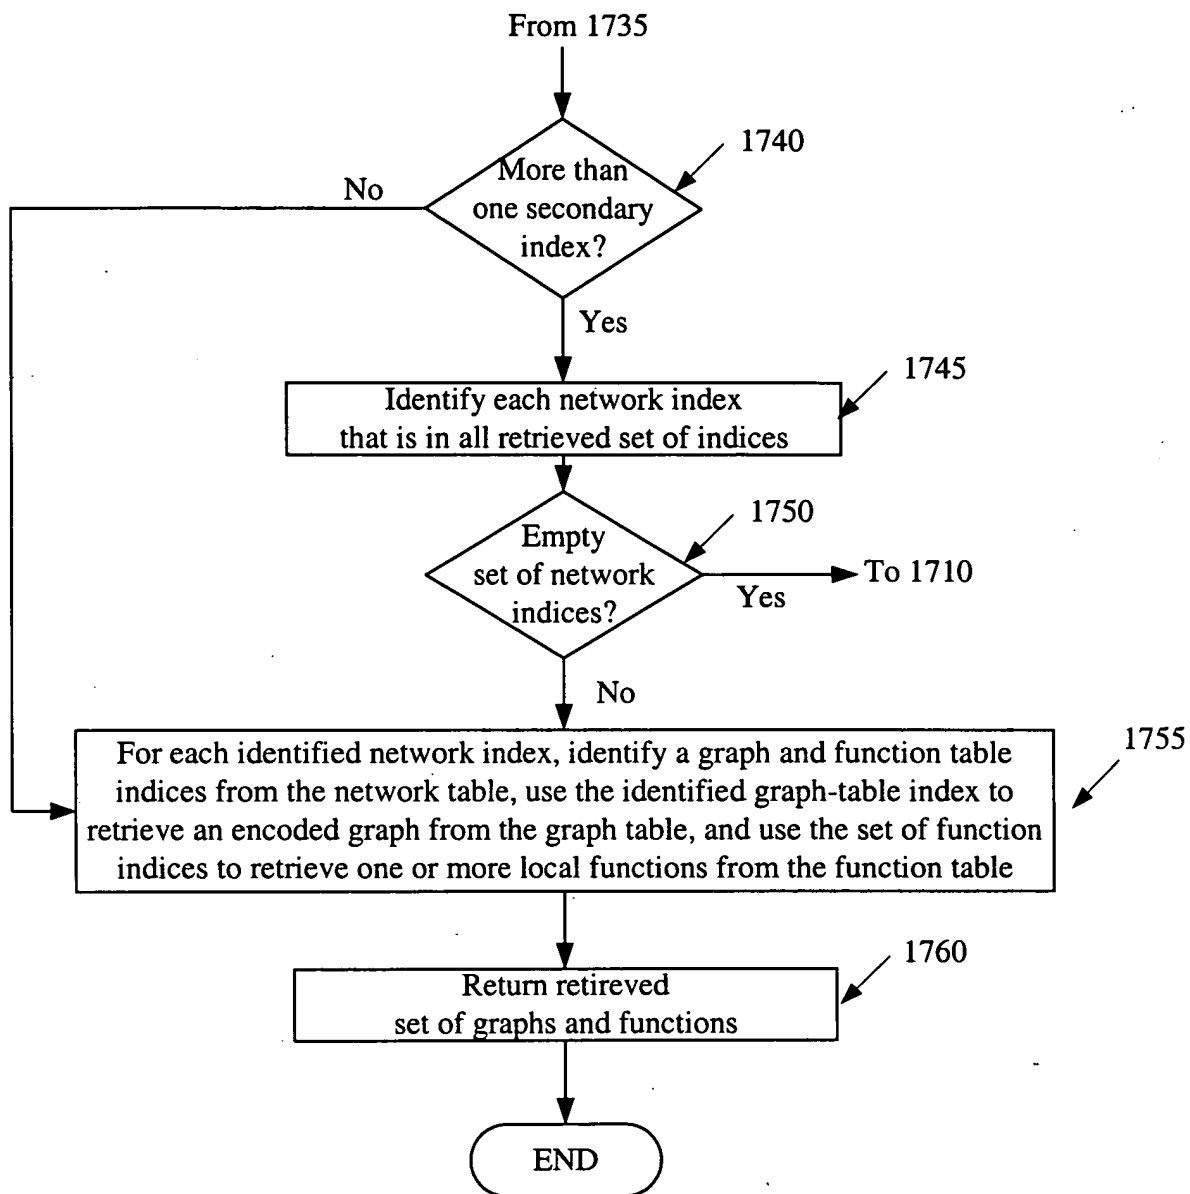 From 1735
1740
More than
one secondary
index?
No
Yes
1745
Identify each network index
that is in all retrieved set of indices
1750
Empty
set of network
indices?
To 1710
Yes
No
1755
For each identified network index, identify a graph and function table
indices from the network table, use the identified graph-table index to
retrieve an encoded graph from the graph table, and use the set of function
indices to retrieve one or more local functions from the function table
1760
Return retireved
set of graphs and functions
END